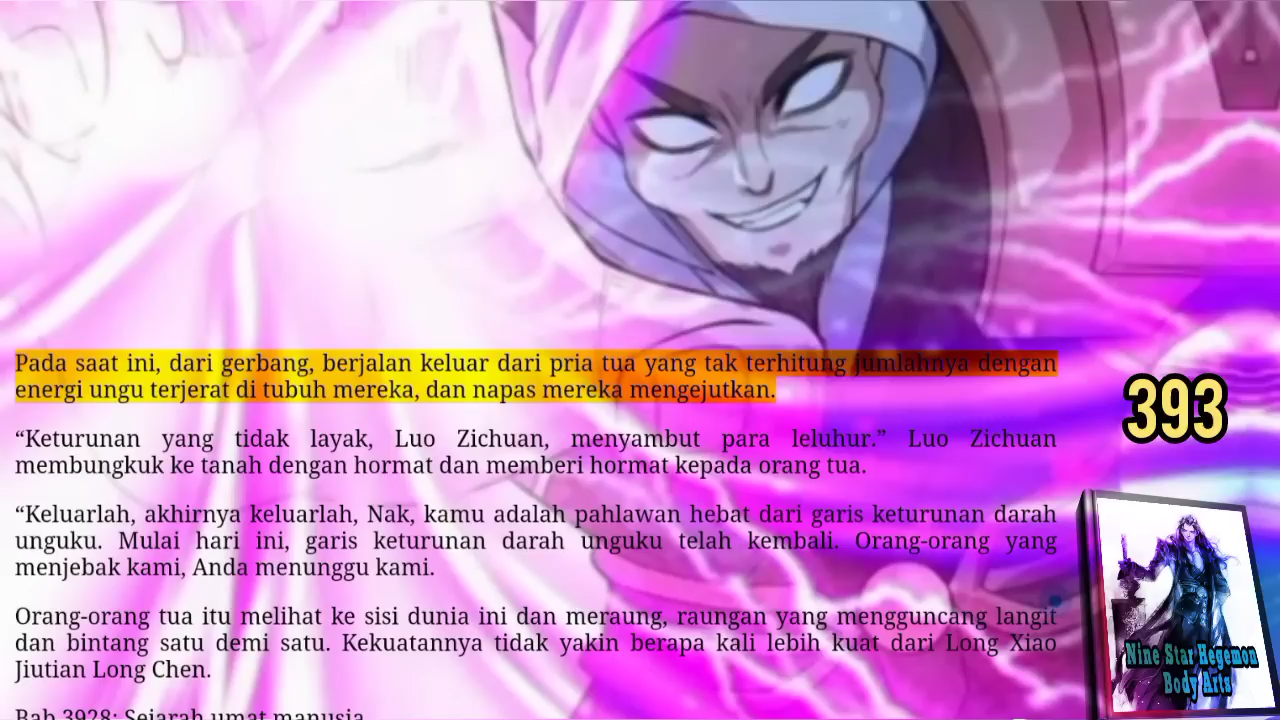 Pada saat ini, dari gerbang, berjalan keluar dari pria tua yang tak terhitung jumlahnya dengan
energi ungu terjerat di tubuh mereka, dan napas mereka mengejutkan.
“Keturunan yang tidak layak, Luo Zichuan, menyambut para leluhur.” Luo Zichuan
membungkuk ke tanah dengan hormat dan memberi hormat kepada orang tua.
“Keluarlah, akhirnya keluarlah, Nak, kamu adalah pahlawan hebat dari garis keturunan darah
unguku. Mulai hari ini, garis keturunan darah unguku telah kembali. Orang-orang yang
menjebak kami, Anda menunggu kami.
Orang-orang tua itu melihat ke sisi dunia ini dan meraung, raungan yang mengguncang langit
dan bintang satu demi satu. Kekuatannya tidak yakin berapa kali lebih kuat dari Long Xiao
Jiutian Long Chen.
Bab 3928: Sejarah umat manusia
393
Nine Star Hegemon
Body Arts